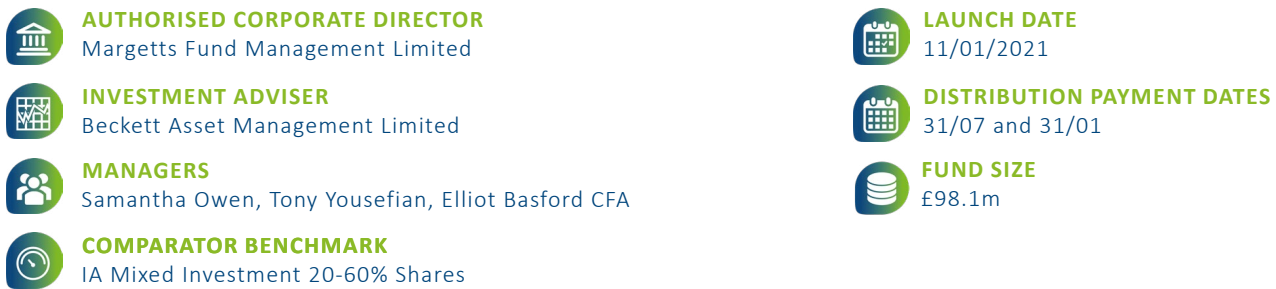 AUTHORISED CORPORATE DIRECTOR
Margetts Fund Management Limited
INVESTMENT ADVISER
Beckett Asset Management Limited
MANAGERS
Samantha Owen, Tony Yousefian, Elliot Basford CFA
COMPARATOR BENCHMARK
IA Mixed Investment 20-60% Shares
LAUNCH DATE
11/01/2021
DISTRIBUTION PAYMENT DATES
31/07 and 31/01
FUND SIZE
£98.1m